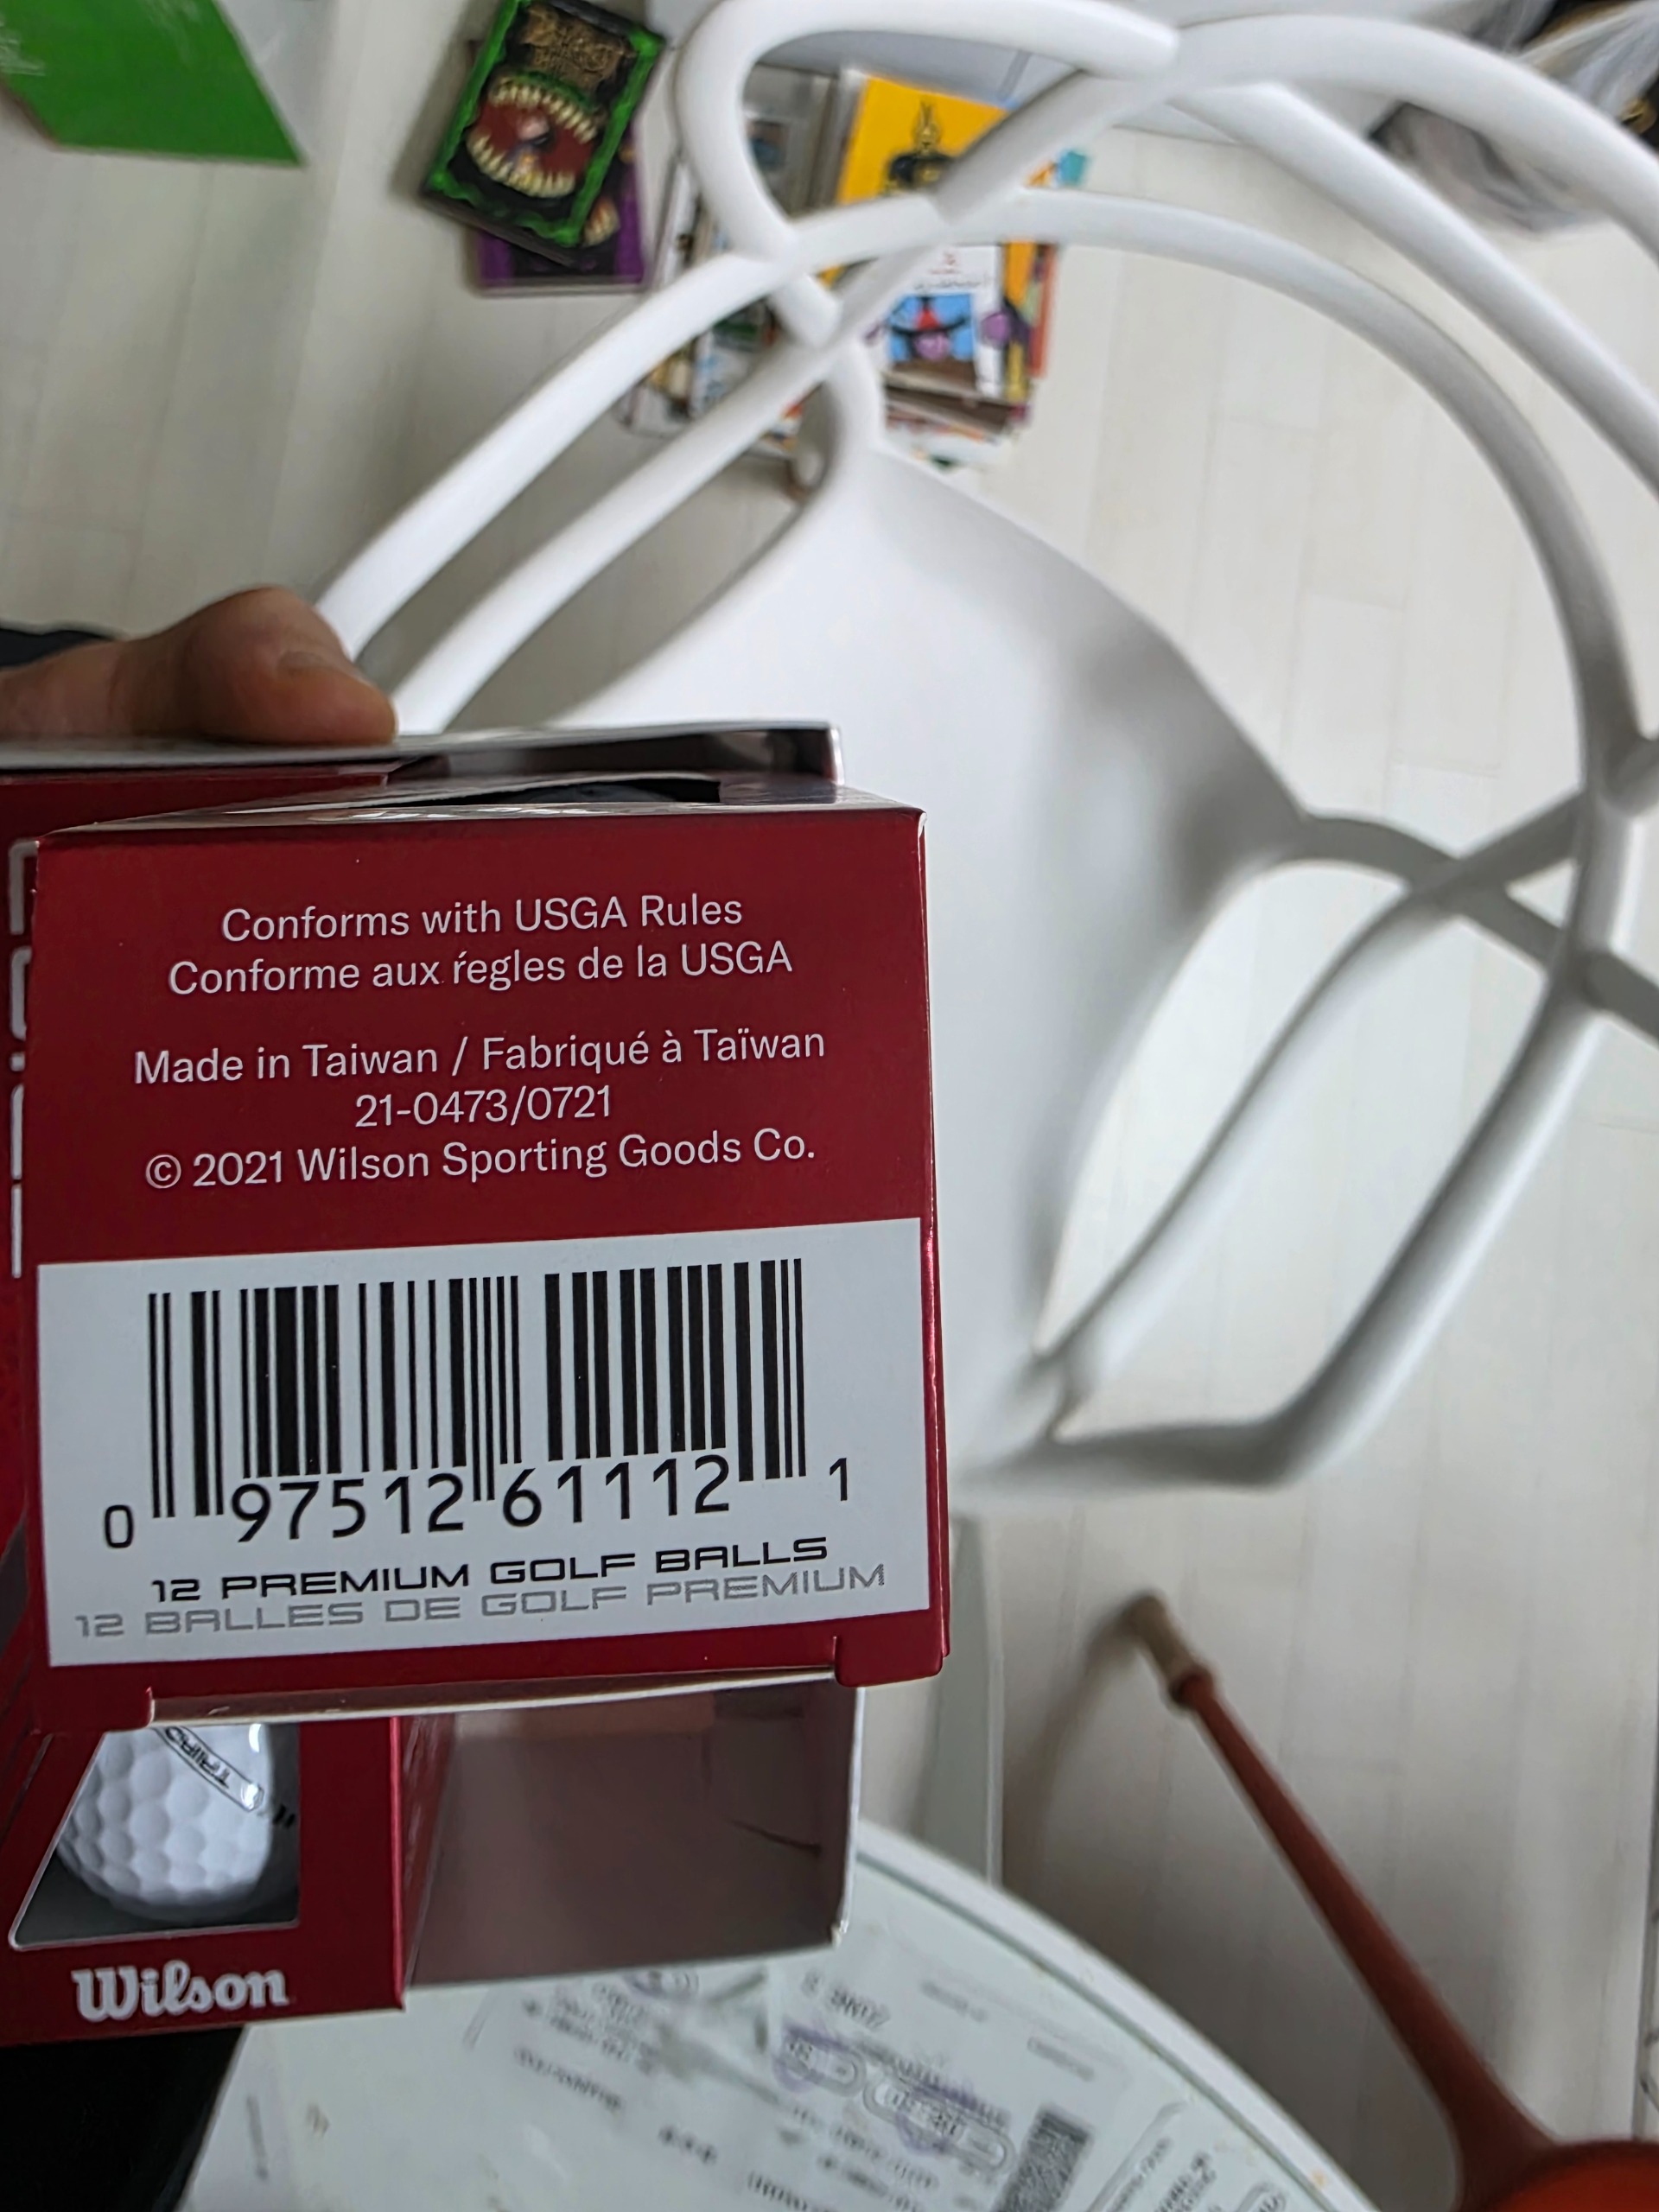 Conforms with USGA Rules
Conforme aux ŕegles de la USGA
Made in Taiwan / Fabriqué à Taïwan
21-0473/0721
© 2021 Wilson Sporting Goods Co.
0 97512 61112 1
12 PREMIUM GOLF BALLS
12 BALLES DE GOLF PREMIUM
TRIAD
Wilson